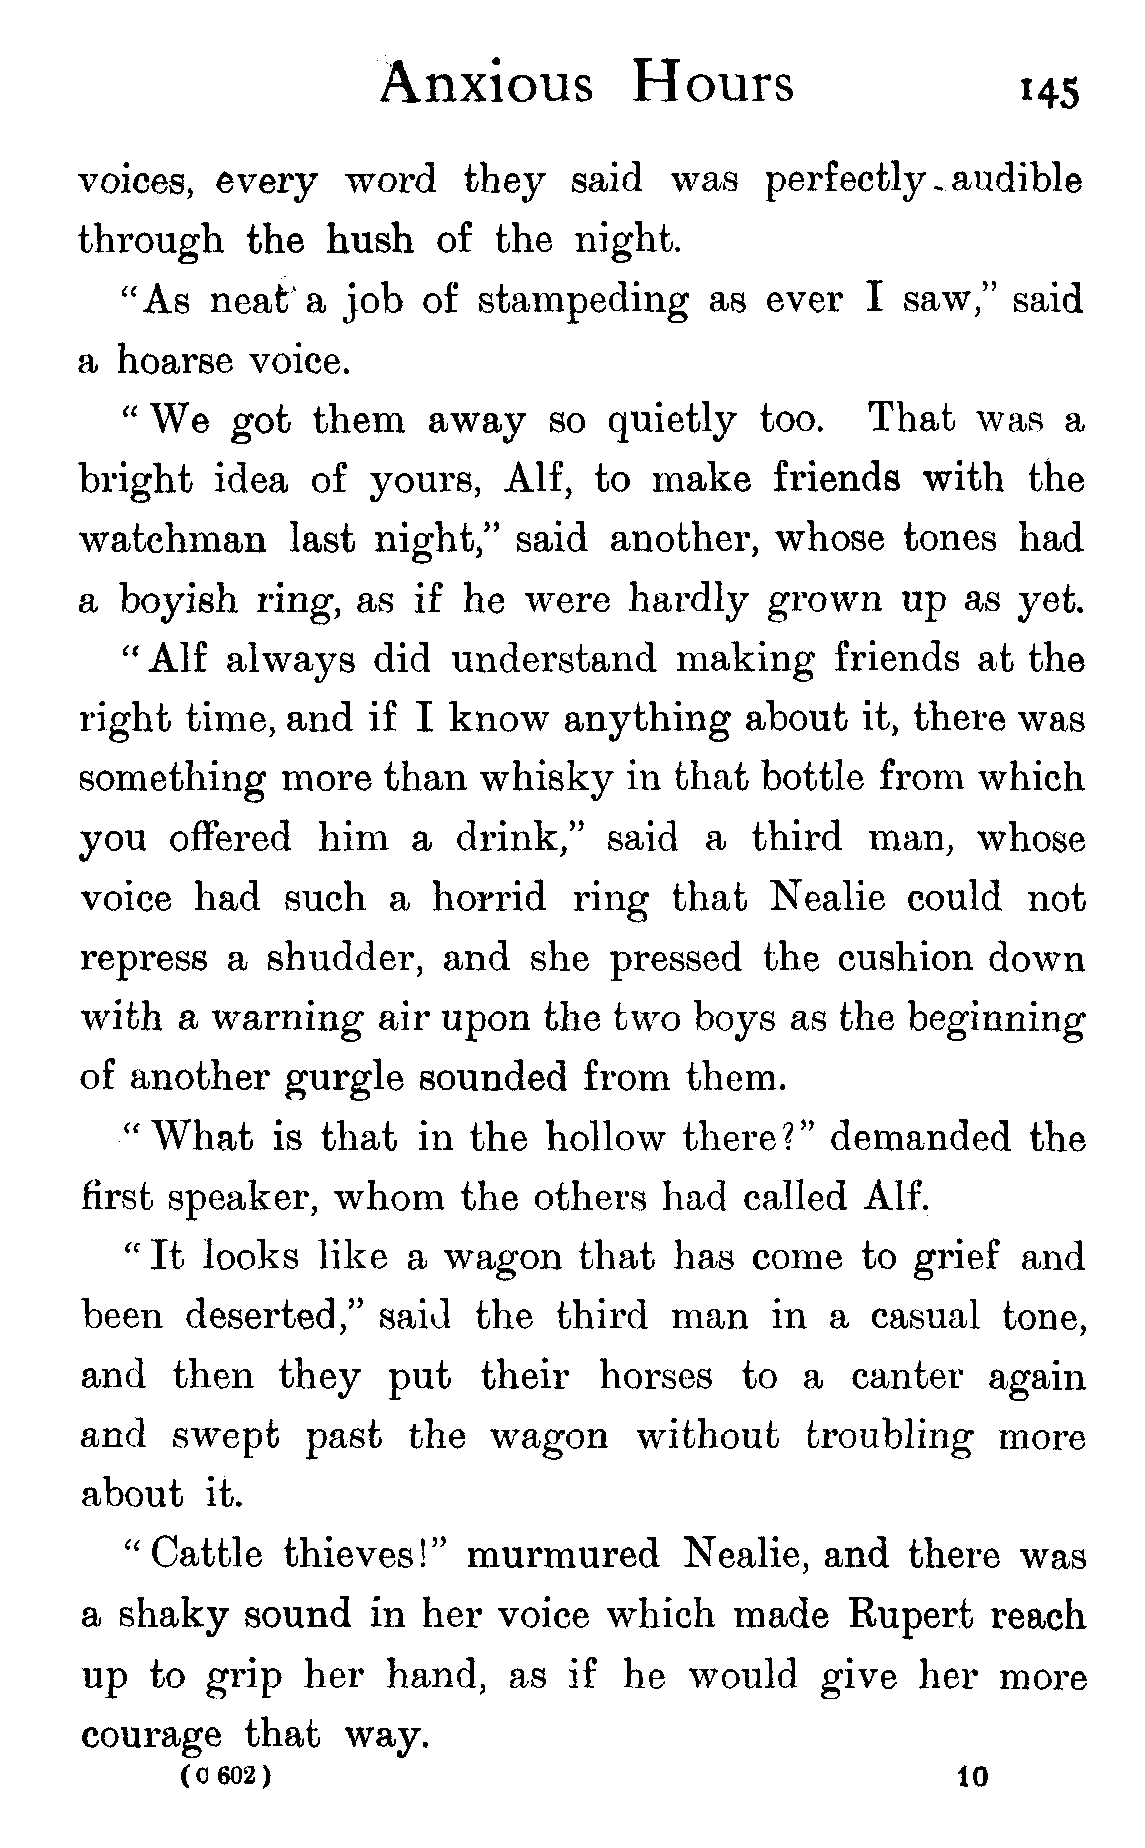 Anxious Hours 145
voices, every word they said was perfectly audible
through the hush of the night.
"As neat a job of stampeding as ever I saw," said
a hoarse voice.
"We got them away so quietly too. That was a
bright idea of yours, Alf, to make friends with the
watchman last night," said another, whose tones had
a boyish ring, as if he were hardly grown up as yet.
"Alf always did understand making friends at the
right time, and if I know anything about it, there was
something more than whisky in that bottle from which
you offered him a drink," said a third man, whose
voice had such a horrid ring that Nealie could not
repress a shudder, and she pressed the cushion down
with a warning air upon the two boys as the beginning
of another gurgle sounded from them.
"What is that in the hollow there?" demanded the
first speaker, whom the others had called Alf.
"It looks like a wagon that has come to grief and
been deserted," said the third man in a casual tone,
and then they put their horses to a canter again
and swept past the wagon without troubling more
about it.
"Cattle thieves!" murmured Nealie, and there was
a shaky sound in her voice which made Rupert reach
up to grip her hand, as if he would give her more
courage that way.
(C 602) 10